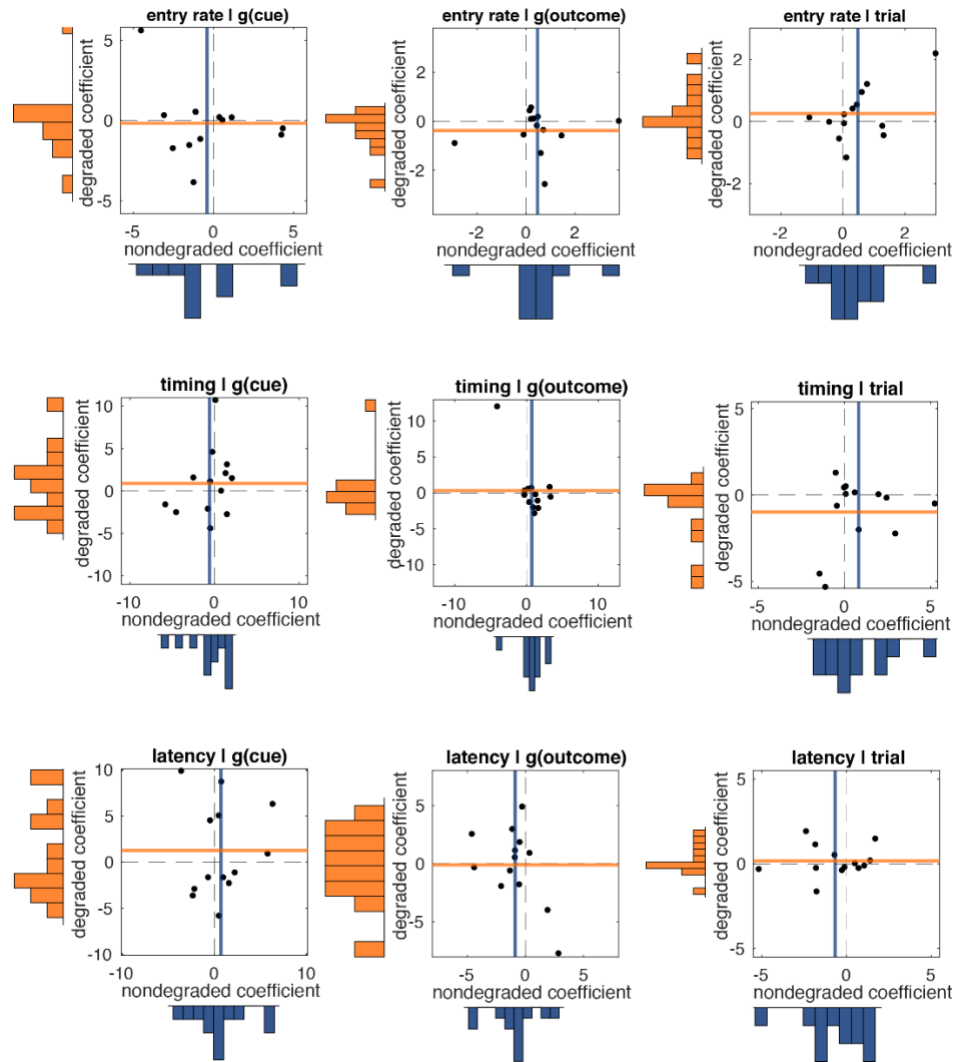 entry rate | g(cue)
entry rate | g(outcome)
entry rate | trial
degraded coefficient
5
0
-5
-5
0
5
nondegraded coefficient
degraded coefficient
2
0
-2
-2
0
2
nondegraded coefficient
degraded coefficient
2
0
-2
-2
0
2
nondegraded coefficient
timing | g(cue)
timing | g(outcome)
timing | trial
degraded coefficient
10
5
0
-5
-10
-10
0
10
nondegraded coefficient
degraded coefficient
10
5
0
-5
-10
-10
0
10
nondegraded coefficient
degraded coefficient
5
0
-5
-5
0
5
nondegraded coefficient
latency | g(cue)
latency | g(outcome)
latency | trial
degraded coefficient
10
5
0
-5
-10
-10
0
10
nondegraded coefficient
degraded coefficient
5
0
-5
-5
0
5
nondegraded coefficient
degraded coefficient
5
0
-5
-5
0
5
nondegraded coefficient